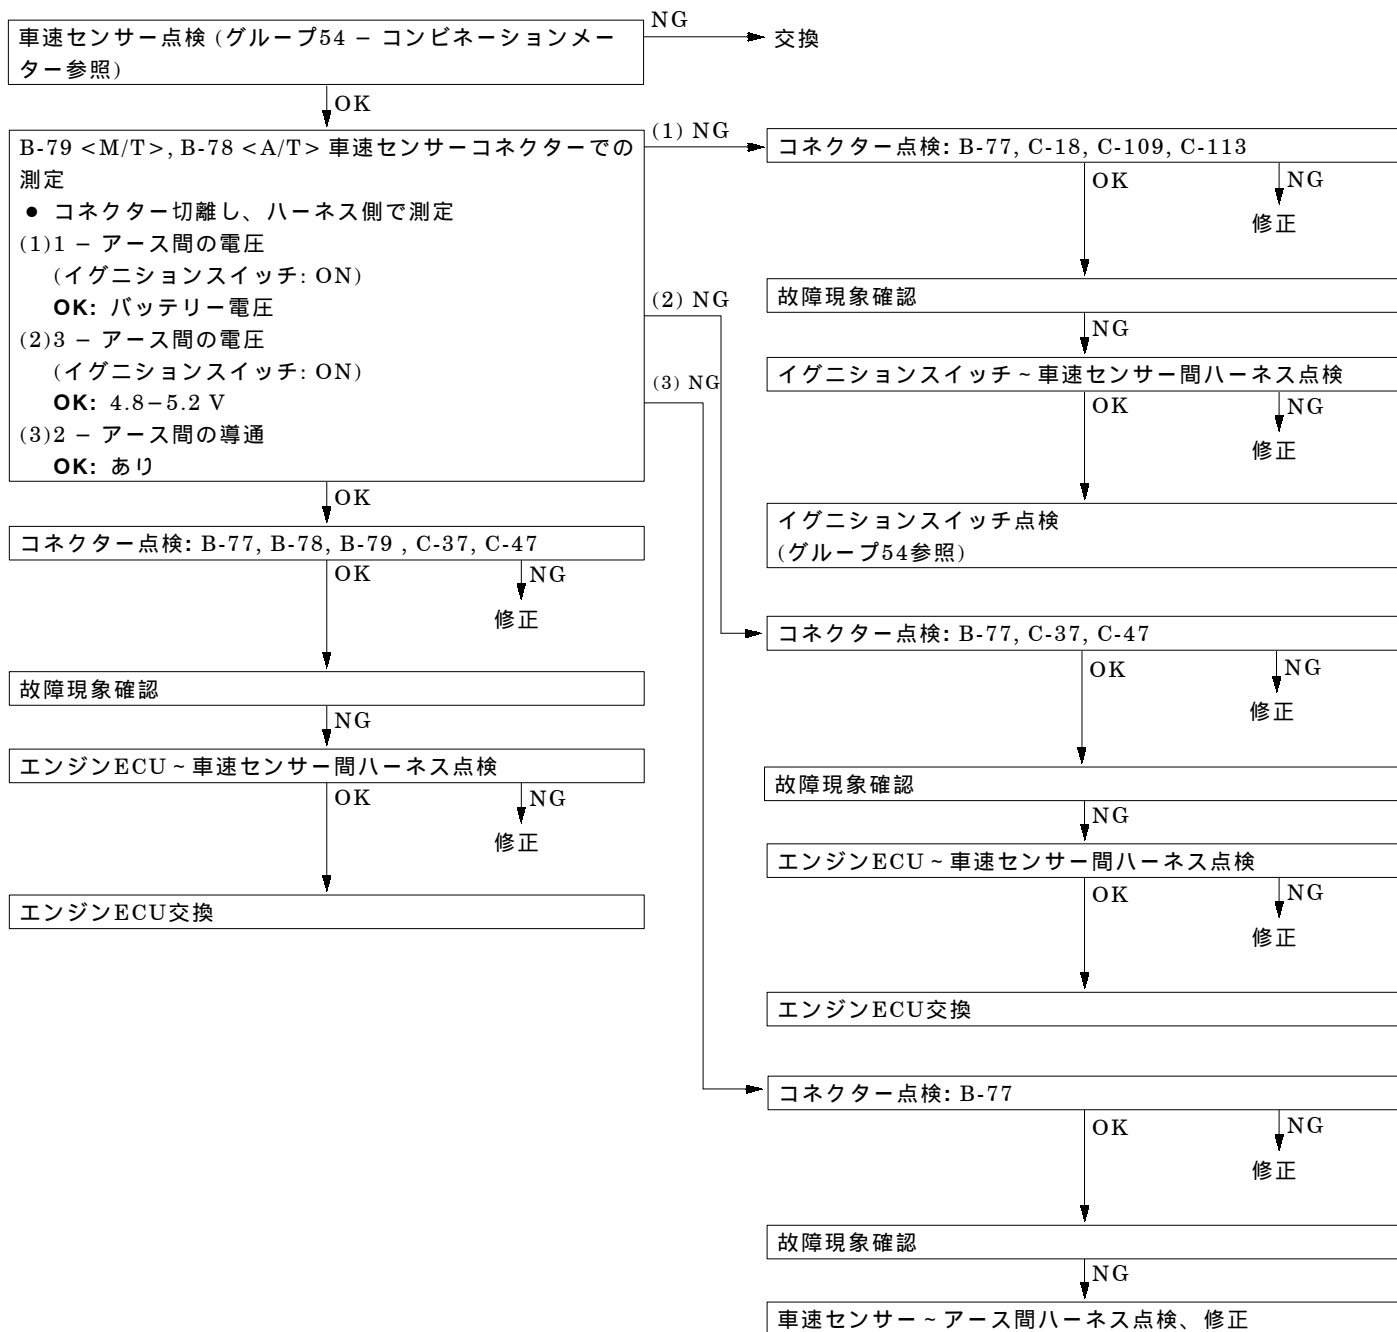 車速センサー点検 (グループ54 – コンビネーションメー
ター参照)
NG
交換
OK
B-79 <M/T>, B-78 <A/T> 車速センサーコネクターでの
測定
● コネクター切離し、ハーネス側で測定
(1)1 – アース間の電圧
(イグニションスイッチ: ON)
OK: バッテリー電圧
(2)3 – アース間の電圧
(イグニションスイッチ: ON)
OK: 4.8–5.2 V
(3)2 – アース間の導通
OK: あり
OK
コネクター点検: B-77, B-78, B-79 , C-37, C-47
OK
NG
修正
故障現象確認
NG
エンジンECU ~ 車速センサー間ハーネス点検
OK
NG
修正
エンジンECU交換
(1) NG
コネクター点検: B-77, C-18, C-109, C-113
OK
NG
修正
故障現象確認
NG
イグニションスイッチ ~ 車速センサー間ハーネス点検
OK
NG
修正
イグニションスイッチ点検
(グループ54参照)
(2) NG
コネクター点検: B-77, C-37, C-47
OK
NG
修正
故障現象確認
NG
エンジンECU ~ 車速センサー間ハーネス点検
OK
NG
修正
エンジンECU交換
(3) NG
コネクター点検: B-77
OK
NG
修正
故障現象確認
NG
車速センサー ~ アース間ハーネス点検、修正